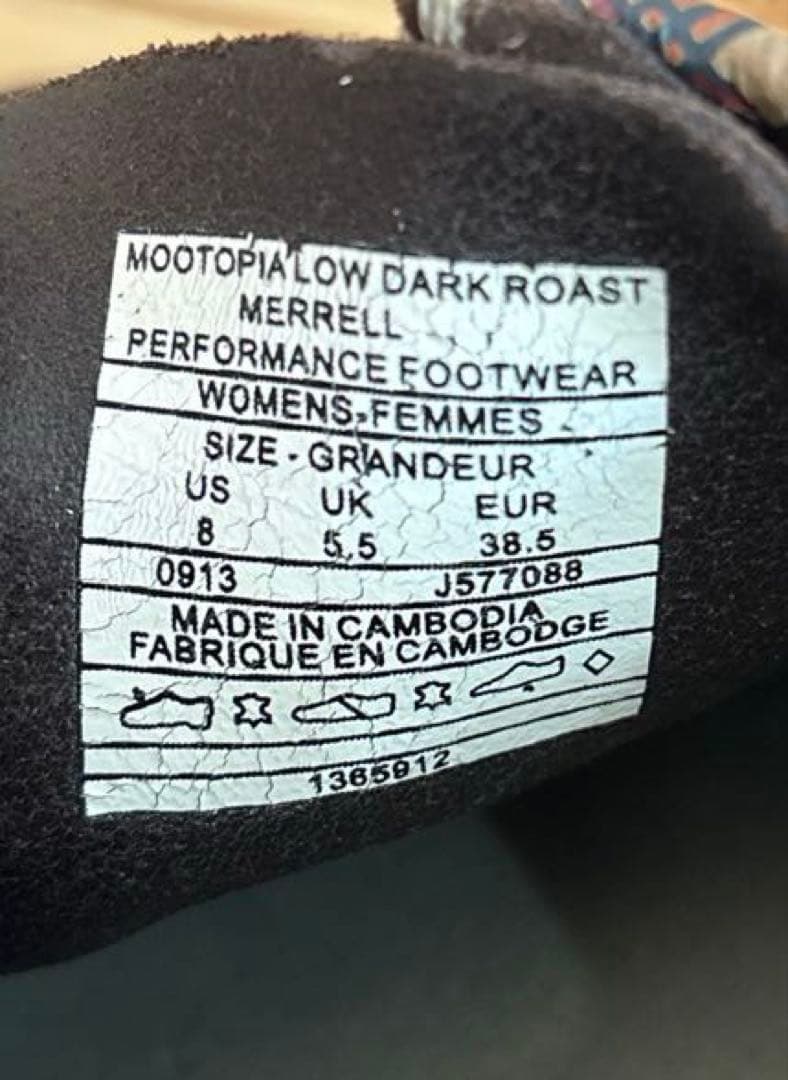 MOOTOPIA LOW DARK ROAST
MERRELL
PERFORMANCE FOOTWEAR
WOMENS-FEMMES
SIZE - GRANDEUR
US UK EUR
8 5.5 38.5
0913 J577088
MADE IN CAMBODIA
FABRIQUE EN CAMBODGE
1365912